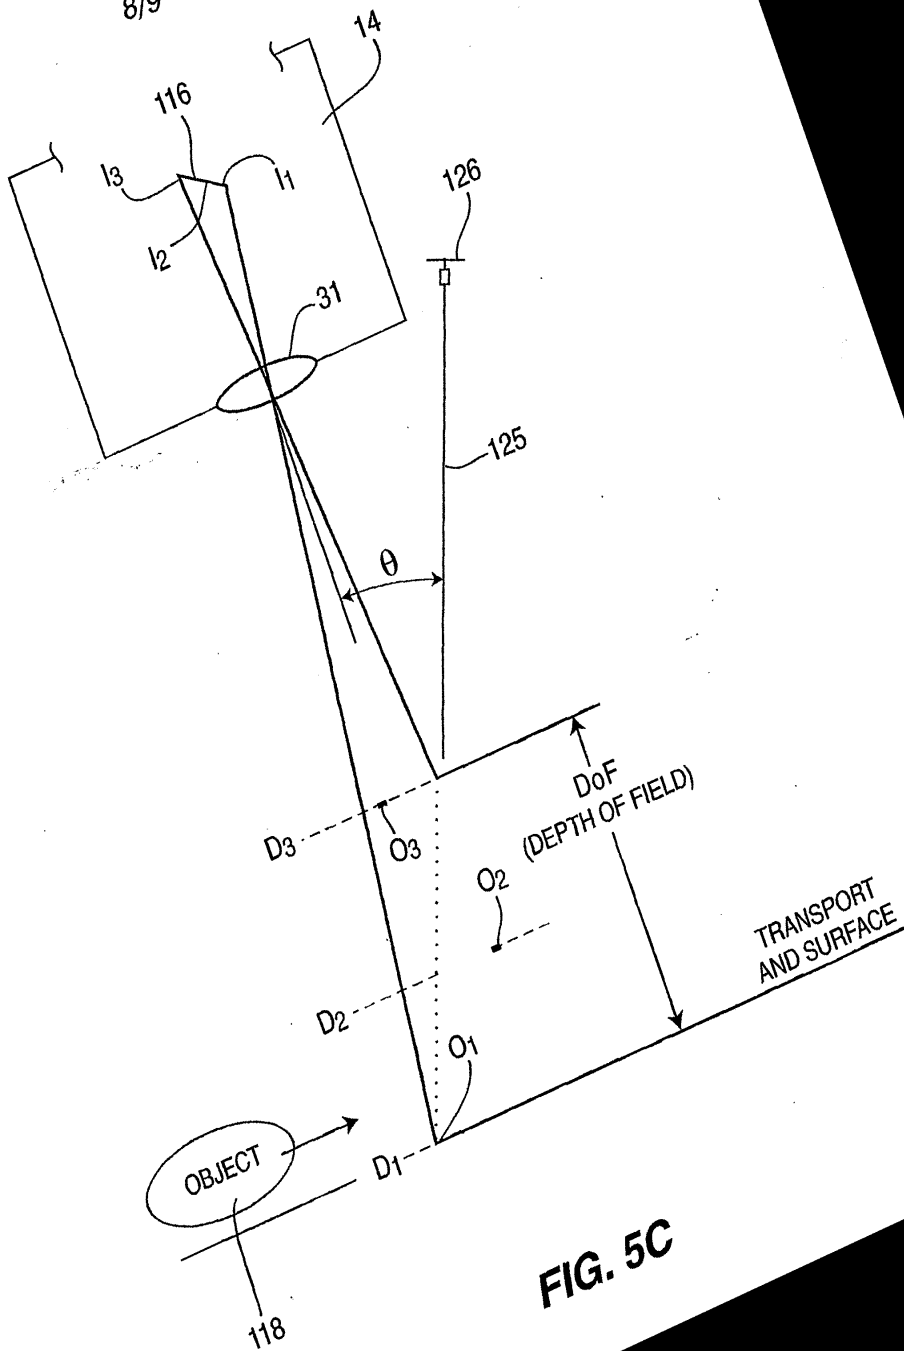 8/9
14
116
I3
I1
126
I2
31
125
θ
DoF
(DEPTH OF FIELD)
D3
O3
O2
TRANSPORT
AND SURFACE
D2
O1
OBJECT
D1
118
FIG. 5C